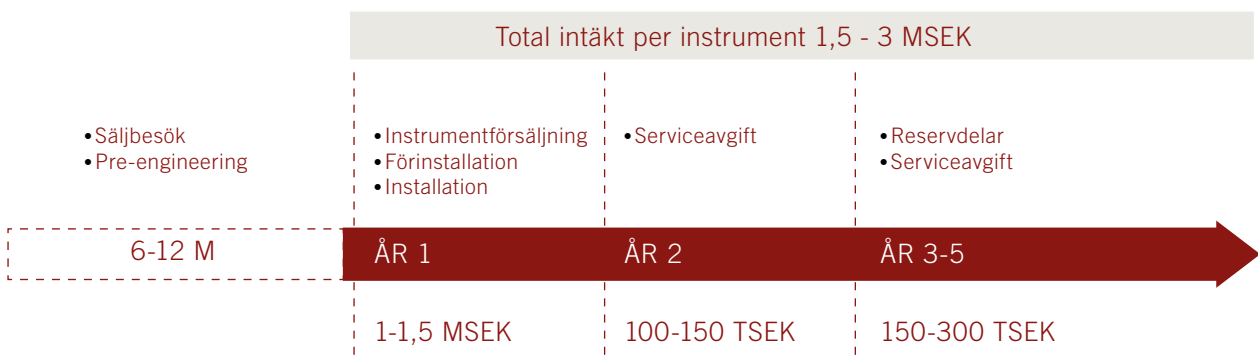 Total intäkt per instrument 1,5 - 3 MSEK
• Säljbesök
• Pre-engineering
• Instrumentförsäljning
• Förinstallation
• Installation
• Serviceavgift
• Reservdelar
• Serviceavgift
6-12 M
ÅR 1
ÅR 2
ÅR 3-5
1-1,5 MSEK
100-150 TSEK
150-300 TSEK